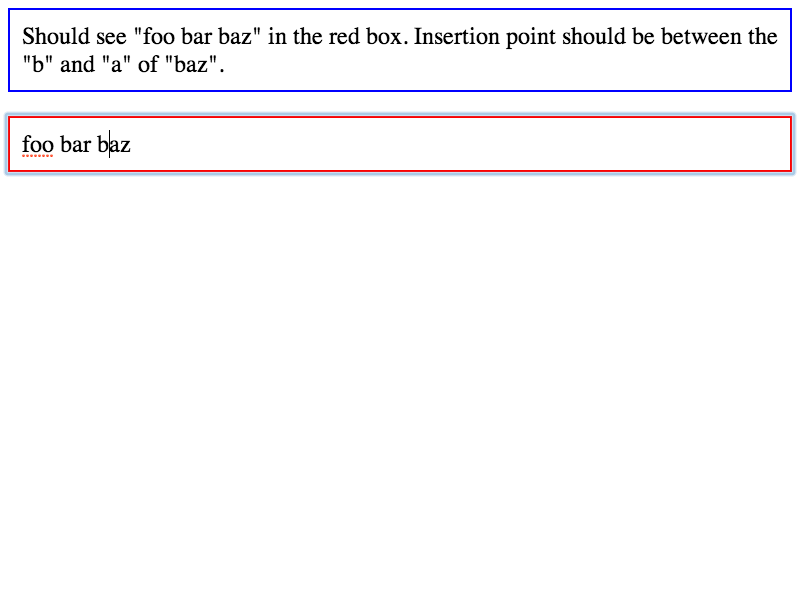 Should see "foo bar baz" in the red box. Insertion point should be between the
"b" and "a" of "baz".
foo bar baz